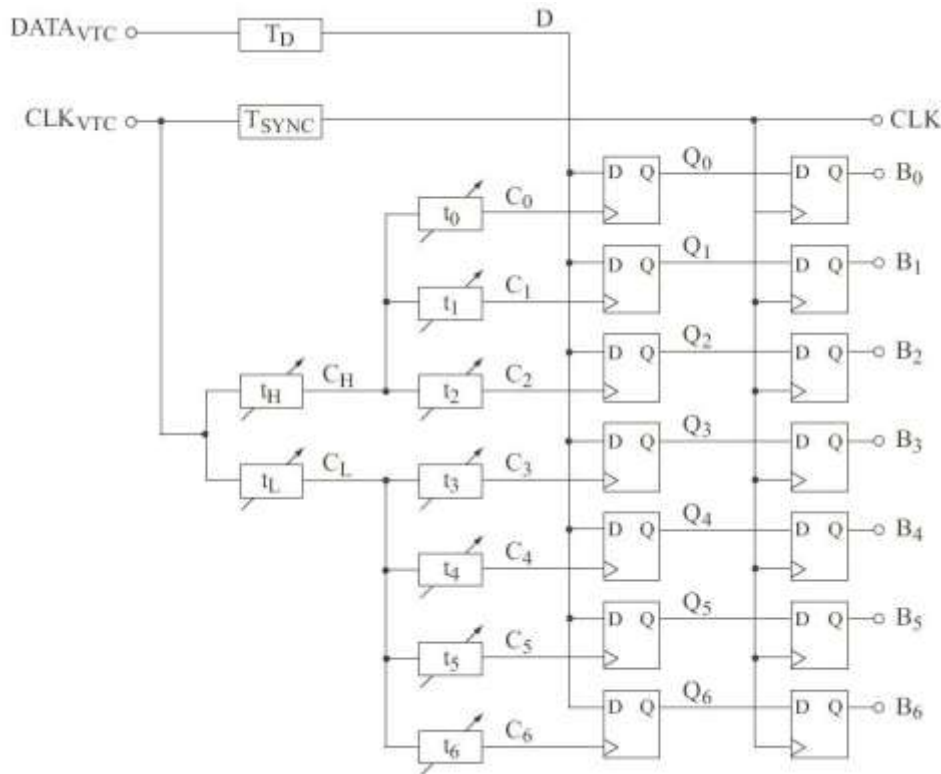 DATA_VTC T_D D
CLK_VTC T_SYNC CLK
D Q Q_0 D Q B_0
t_0 C_0
D Q Q_1 D Q B_1
t_1 C_1
D Q Q_2 D Q B_2
t_H C_H t_2 C_2
D Q Q_3 D Q B_3
t_L C_L t_3 C_3
D Q Q_4 D Q B_4
t_4 C_4
D Q Q_5 D Q B_5
t_5 C_5
D Q Q_6 D Q B_6
t_6 C_6